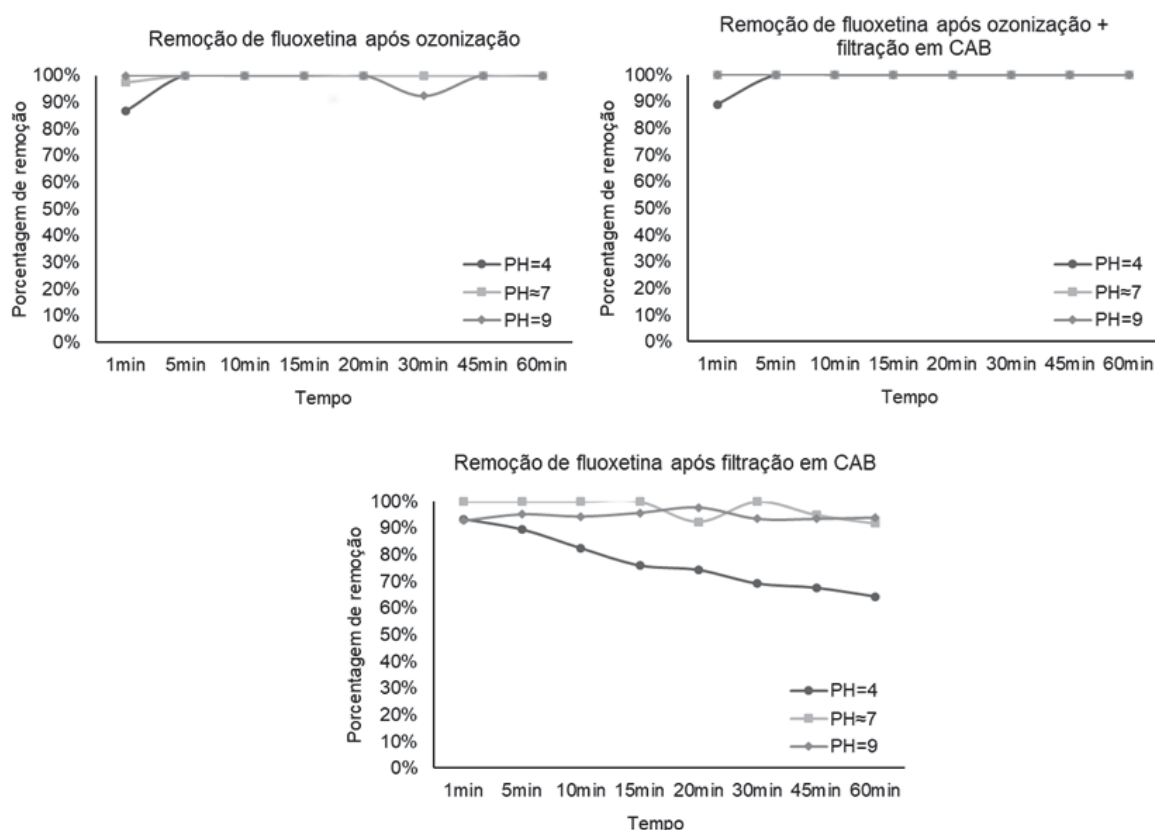 Remoção de fluoxetina após ozonização
Porcentagem de remoção
100%
90%
80%
70%
60%
50%
40%
30%
20%
10%
0%
PH=4
PH≈7
PH=9
1min 5min 10min 15min 20min 30min 45min 60min
Tempo
Remoção de fluoxetina após ozonização +
filtração em CAB
Porcentagem de remoção
100%
90%
80%
70%
60%
50%
40%
30%
20%
10%
0%
PH=4
PH≈7
PH=9
1min 5min 10min 15min 20min 30min 45min 60min
Tempo
Remoção de fluoxetina após filtração em CAB
Porcentagem de remoção
100%
90%
80%
70%
60%
50%
40%
30%
20%
10%
0%
PH=4
PH≈7
PH=9
1min 5min 10min 15min 20min 30min 45min 60min
Tempo